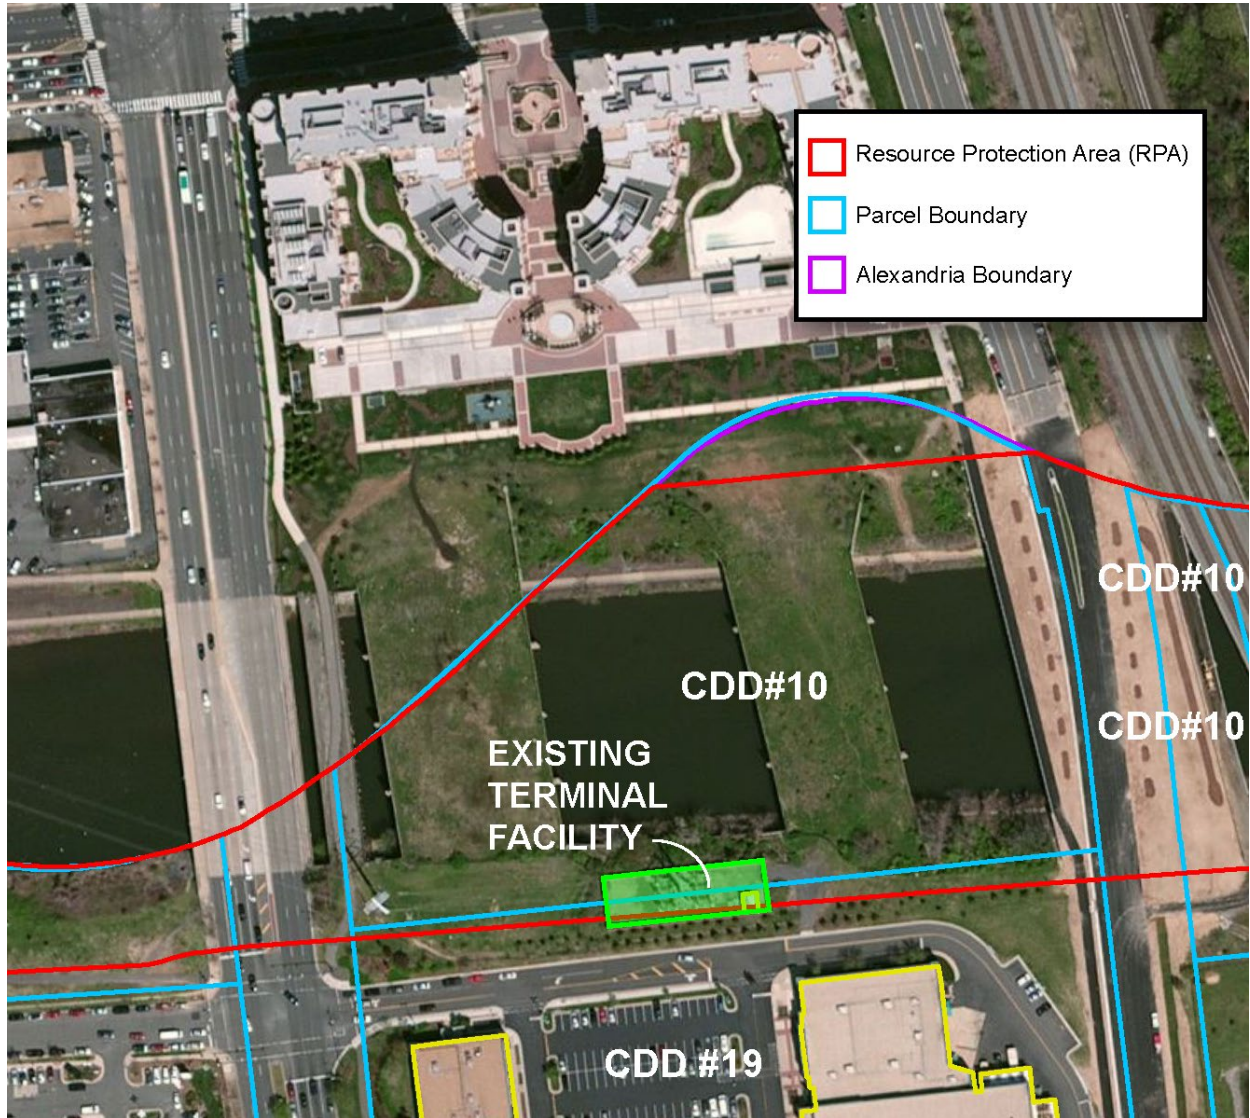 Resource Protection Area (RPA)
Parcel Boundary
Alexandria Boundary
CDD#10
CDD#10
CDD#10
EXISTING
TERMINAL
FACILITY
CDD #19